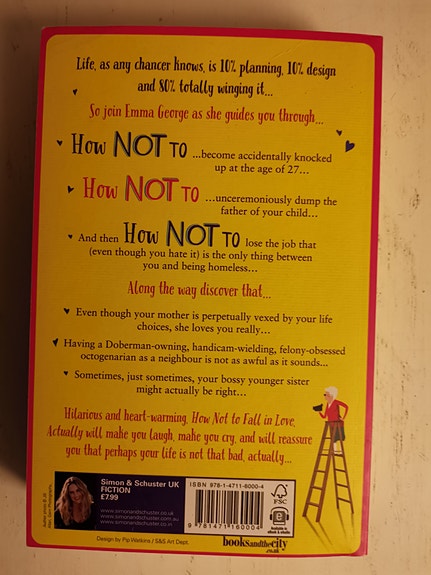 Life, as any chancer knows, is 10% planning, 10% design
and 80% totally winging it...
So join Emma George as she guides you through...
How NOT TO ...become accidentally knocked
up at the age of 27...
How NOT TO ...unceremoniously dump the
father of your child...
And then How NOT TO lose the job that
(even though you hate it) is the only thing between
you and being homeless...
Along the way discover that...
Even though your mother is perpetually vexed by your life
choices, she loves you really...
Having a Doberman-owning, handicam-wielding, felony-obsessed
octogenarian as a neighbour is not as awful as it sounds...
Sometimes, just sometimes, your bossy younger sister
might actually be right...
Hilarious and heart-warming, How Not to Fall in Love,
Actually will make you laugh, make you cry, and will reassure
you that perhaps your life is not that bad, actually...
Simon & Schuster UK
FICTION
£7.99
www.simonandschuster.co.uk
www.simonandschuster.com.au
www.simonandschuster.co.in
ISBN 978-1-4711-6000-4
9 781471 160004
FSC
Available in
eBook & eAudio
Design by Pip Watkins / S&S Art Dept.
booksandthecity
.co.uk